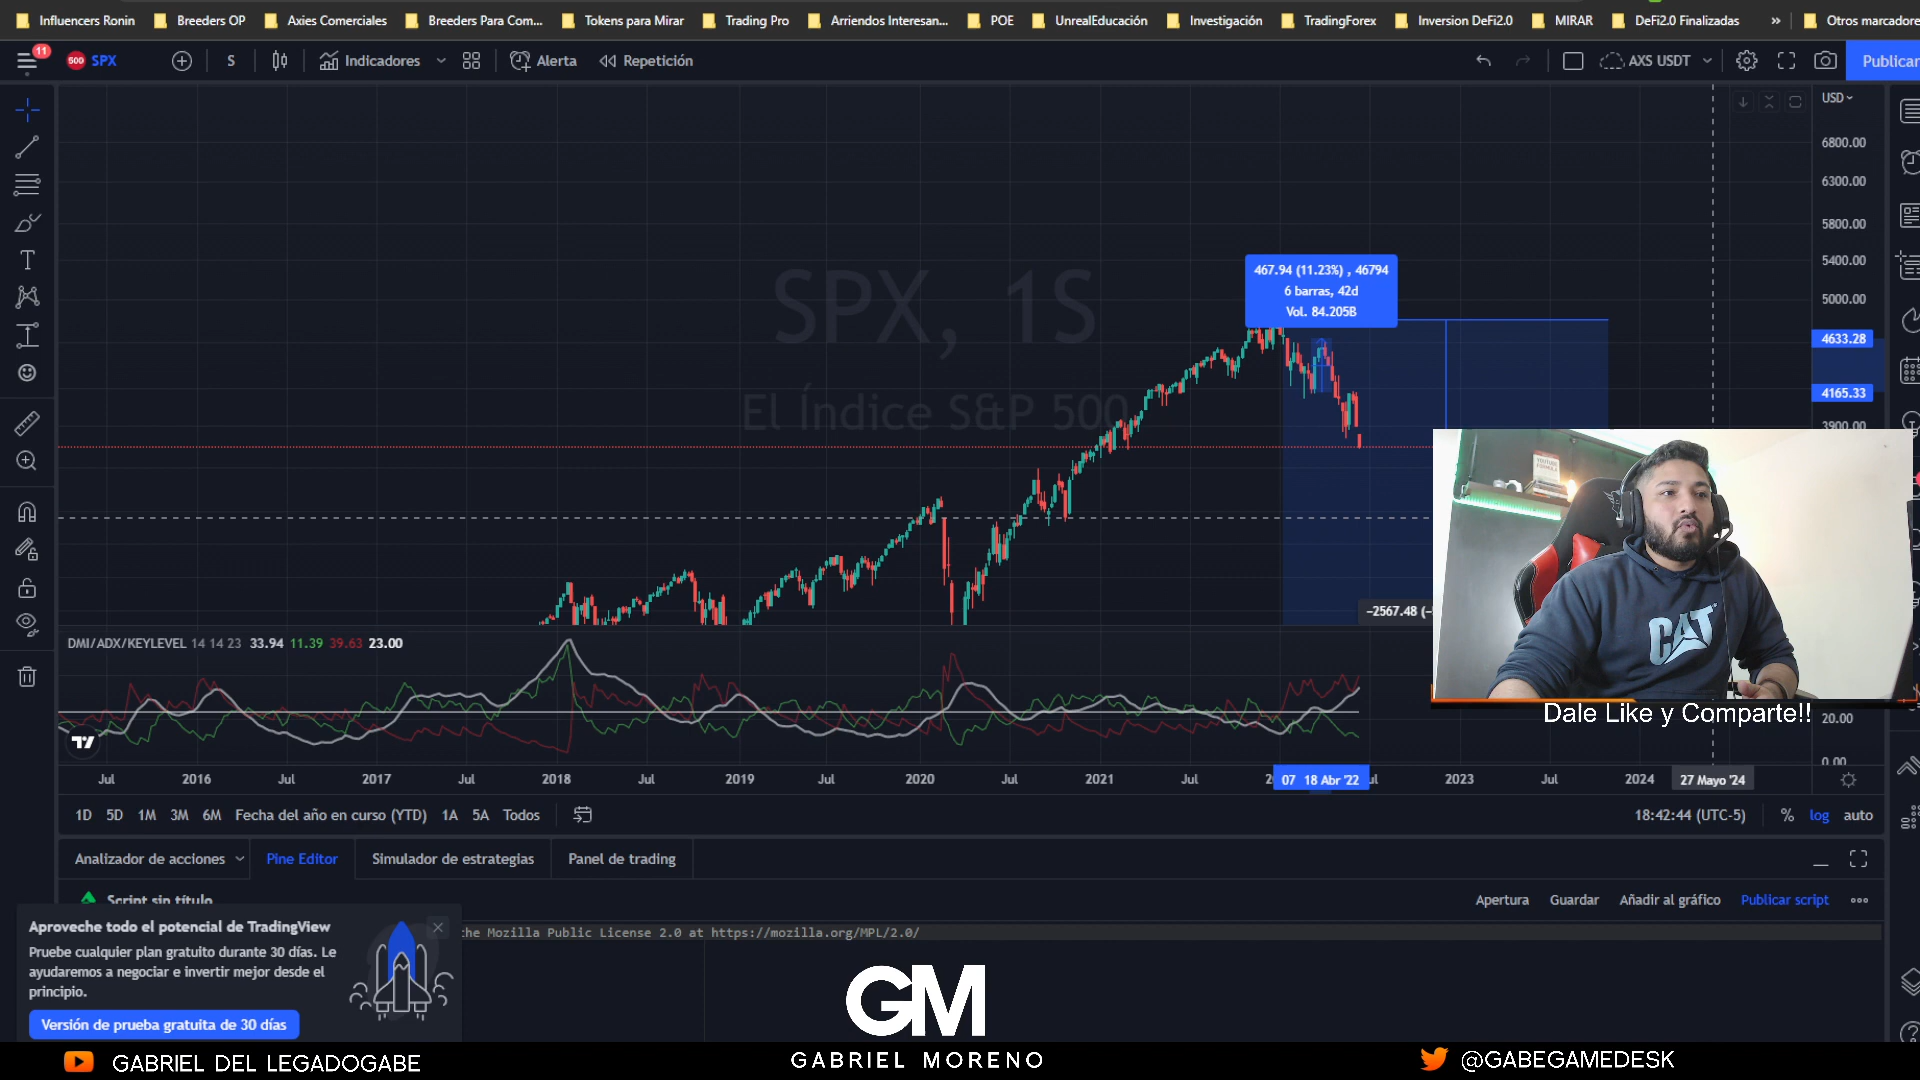 Influencers Ronin
Breeders OP
Axies Comerciales
Breeders Para Com...
Tokens para Mirar
Trading Pro
Arriendos Interesan...
POE
UnrealEducación
Investigación
TradingForex
Inversion DeFi2.0
MIRAR
DeFi2.0 Finalizadas
»
Otros marcadore
11
500 SPX
S
Indicadores
Alerta
Repetición
AXS USDT
Publicar
USD
6800.00
6300.00
5800.00
5400.00
5000.00
4633.28
4165.33
3900.00
SPX, 1S
El Índice S&P 500
467.94 (11.23%) , 46794
6 barras, 42d
Vol. 84.205B
−2567.48 (−
CAT
Dale Like y Comparte!!
DMI/ADX/KEYLEVEL 14 14 23 33.94 11.39 39.63 23.00
20.00
0.00
Jul 2016 Jul 2017 Jul 2018 Jul 2019 Jul 2020 Jul 2021 Jul 07 18 Abr '22 2023 Jul 2024 27 Mayo '24
1D 5D 1M 3M 6M Fecha del año en curso (YTD) 1A 5A Todos
18:42:44 (UTC-5) % log auto
Analizador de acciones Pine Editor Simulador de estrategias Panel de trading
Script sin título
Apertura Guardar Añadir al gráfico Publicar script
Aproveche todo el potencial de TradingView
Pruebe cualquier plan gratuito durante 30 días. Le
ayudaremos a negociar e invertir mejor desde el
principio.
Versión de prueba gratuita de 30 días
the Mozilla Public License 2.0 at https://mozilla.org/MPL/2.0/
GM
GABRIEL MORENO
GABRIEL DEL LEGADOGABE
@GABEGAMEDESK